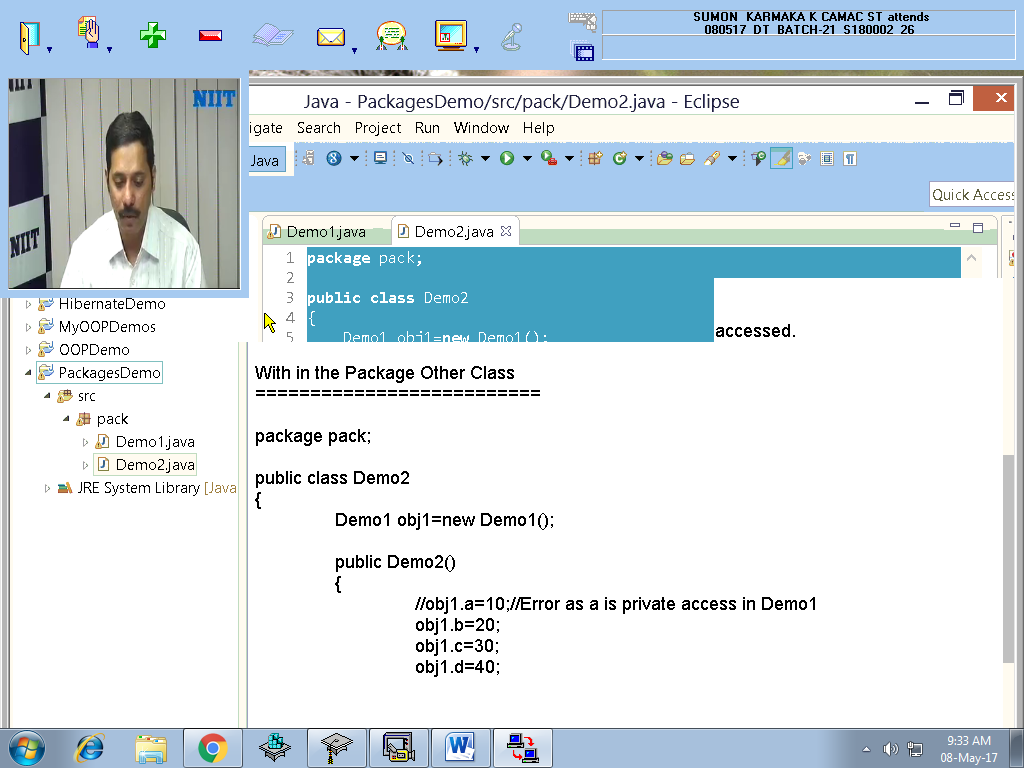 SUMON KARMAKA K CAMAC ST attends
080517 DT BATCH-21 S180002 26
NIIT
NIIT
Java - PackagesDemo/src/pack/Demo2.java - Eclipse
igate Search Project Run Window Help
Java
Quick Access
Demo1.java
Demo2.java
1 package pack;
2
3 public class Demo2
4 {
5 Demo1 obj1=new Demo1();
accessed.
HibernateDemo
MyOOPDemos
OOPDemo
PackagesDemo
src
pack
Demo1.java
Demo2.java
JRE System Library [Java
With in the Package Other Class
==========================
package pack;
public class Demo2
{
Demo1 obj1=new Demo1();
public Demo2()
{
//obj1.a=10;//Error as a is private access in Demo1
obj1.b=20;
obj1.c=30;
obj1.d=40;
9:33 AM
08-May-17